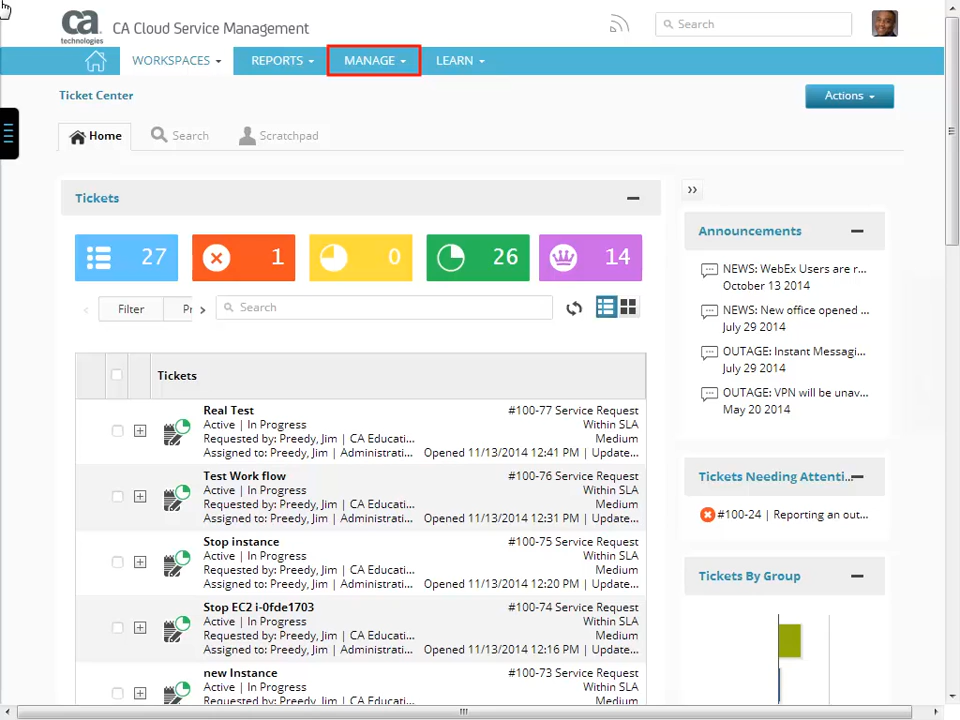 ca
technologies
CA Cloud Service Management
Search
WORKSPACES
REPORTS
MANAGE
LEARN
Ticket Center
Actions
Home
Search
Scratchpad
Tickets
27
1
0
26
14
Filter
Pr
Search
Tickets
Real Test
#100-77 Service Request
Active | In Progress
Within SLA
Requested by: Preedy, Jim | CA Educati...
Medium
Assigned to: Preedy, Jim | Administrati...
Opened 11/13/2014 12:41 PM | Update...
Test Work flow
#100-76 Service Request
Active | In Progress
Within SLA
Requested by: Preedy, Jim | CA Educati...
Medium
Assigned to: Preedy, Jim | Administrati...
Opened 11/13/2014 12:31 PM | Update...
Stop instance
#100-75 Service Request
Active | In Progress
Within SLA
Requested by: Preedy, Jim | CA Educati...
Medium
Assigned to: Preedy, Jim | Administrati...
Opened 11/13/2014 12:20 PM | Update...
Stop EC2 i-0fde1703
#100-74 Service Request
Active | In Progress
Within SLA
Requested by: Preedy, Jim | CA Educati...
Medium
Assigned to: Preedy, Jim | Administrati...
Opened 11/13/2014 12:16 PM | Update...
new Instance
#100-73 Service Request
Active | In Progress
Within SLA
Requested by: Preedy, Jim | CA Educati...
Medium
Announcements
NEWS: WebEx Users are r...
October 13 2014
NEWS: New office opened ...
July 29 2014
OUTAGE: Instant Messagi...
July 29 2014
OUTAGE: VPN will be unav...
May 20 2014
Tickets Needing Attenti...
#100-24 | Reporting an out...
Tickets By Group